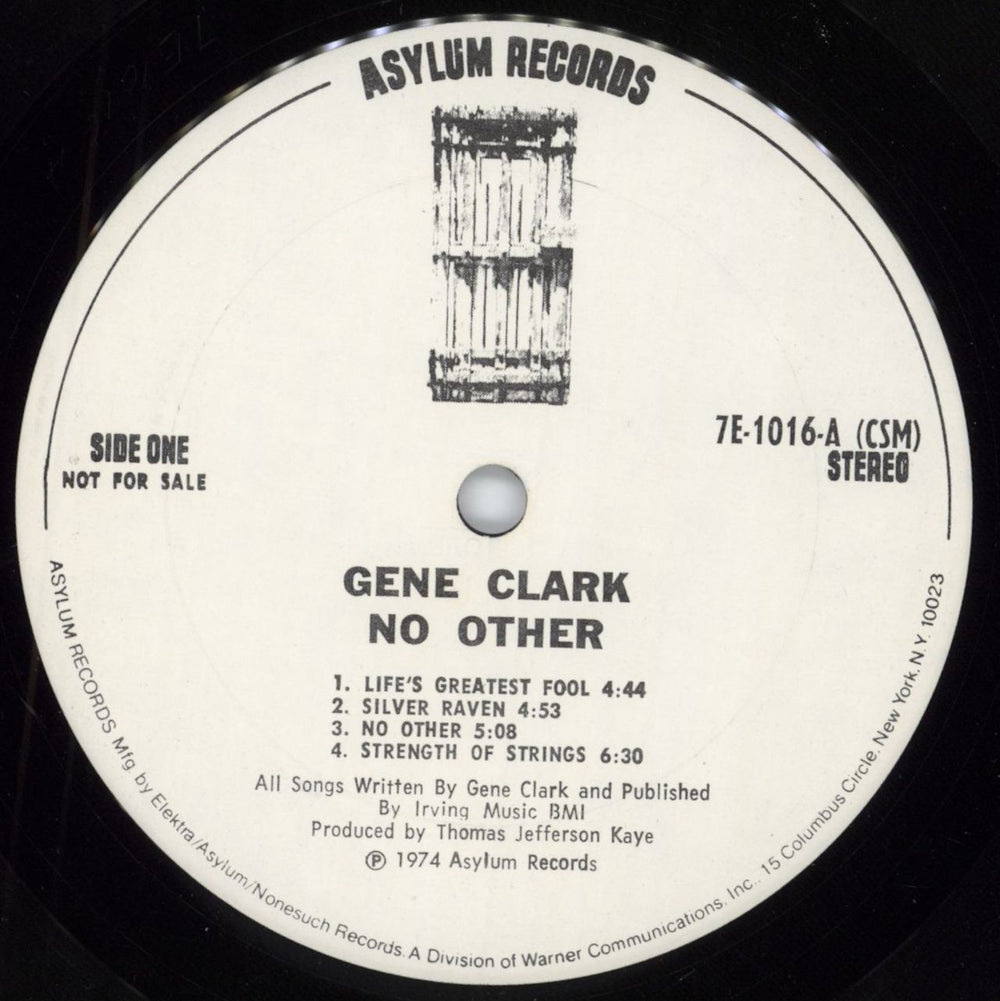 ASYLUM RECORDS
SIDE ONE
NOT FOR SALE
7E-1016-A (CSM)
STEREO
GENE CLARK
NO OTHER
1. LIFE'S GREATEST FOOL 4:44
2. SILVER RAVEN 4:53
3. NO OTHER 5:08
4. STRENGTH OF STRINGS 6:30
All Songs Written By Gene Clark and Published
By Irving Music BMI
Produced by Thomas Jefferson Kaye
Ⓟ 1974 Asylum Records
ASYLUM RECORDS Mfg. by Elektra/Asylum/Nonesuch Records. A Division of Warner Communications. Inc., 15 Columbus Circle. New York. N.Y. 10023